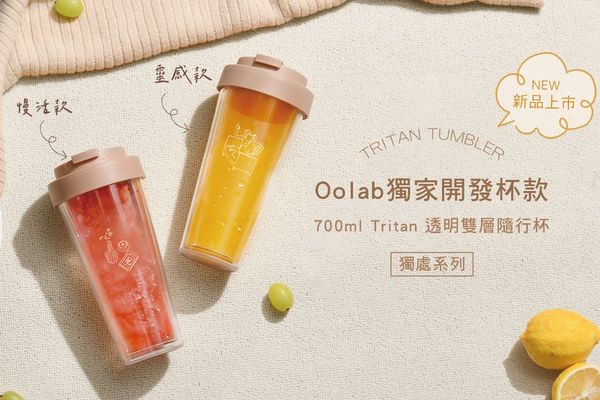 靈感款
慢活款
NEW
新品上市
TRITAN TUMBLER
Oolab獨家開發杯款
700ml Tritan 透明雙層隨行杯
獨處系列